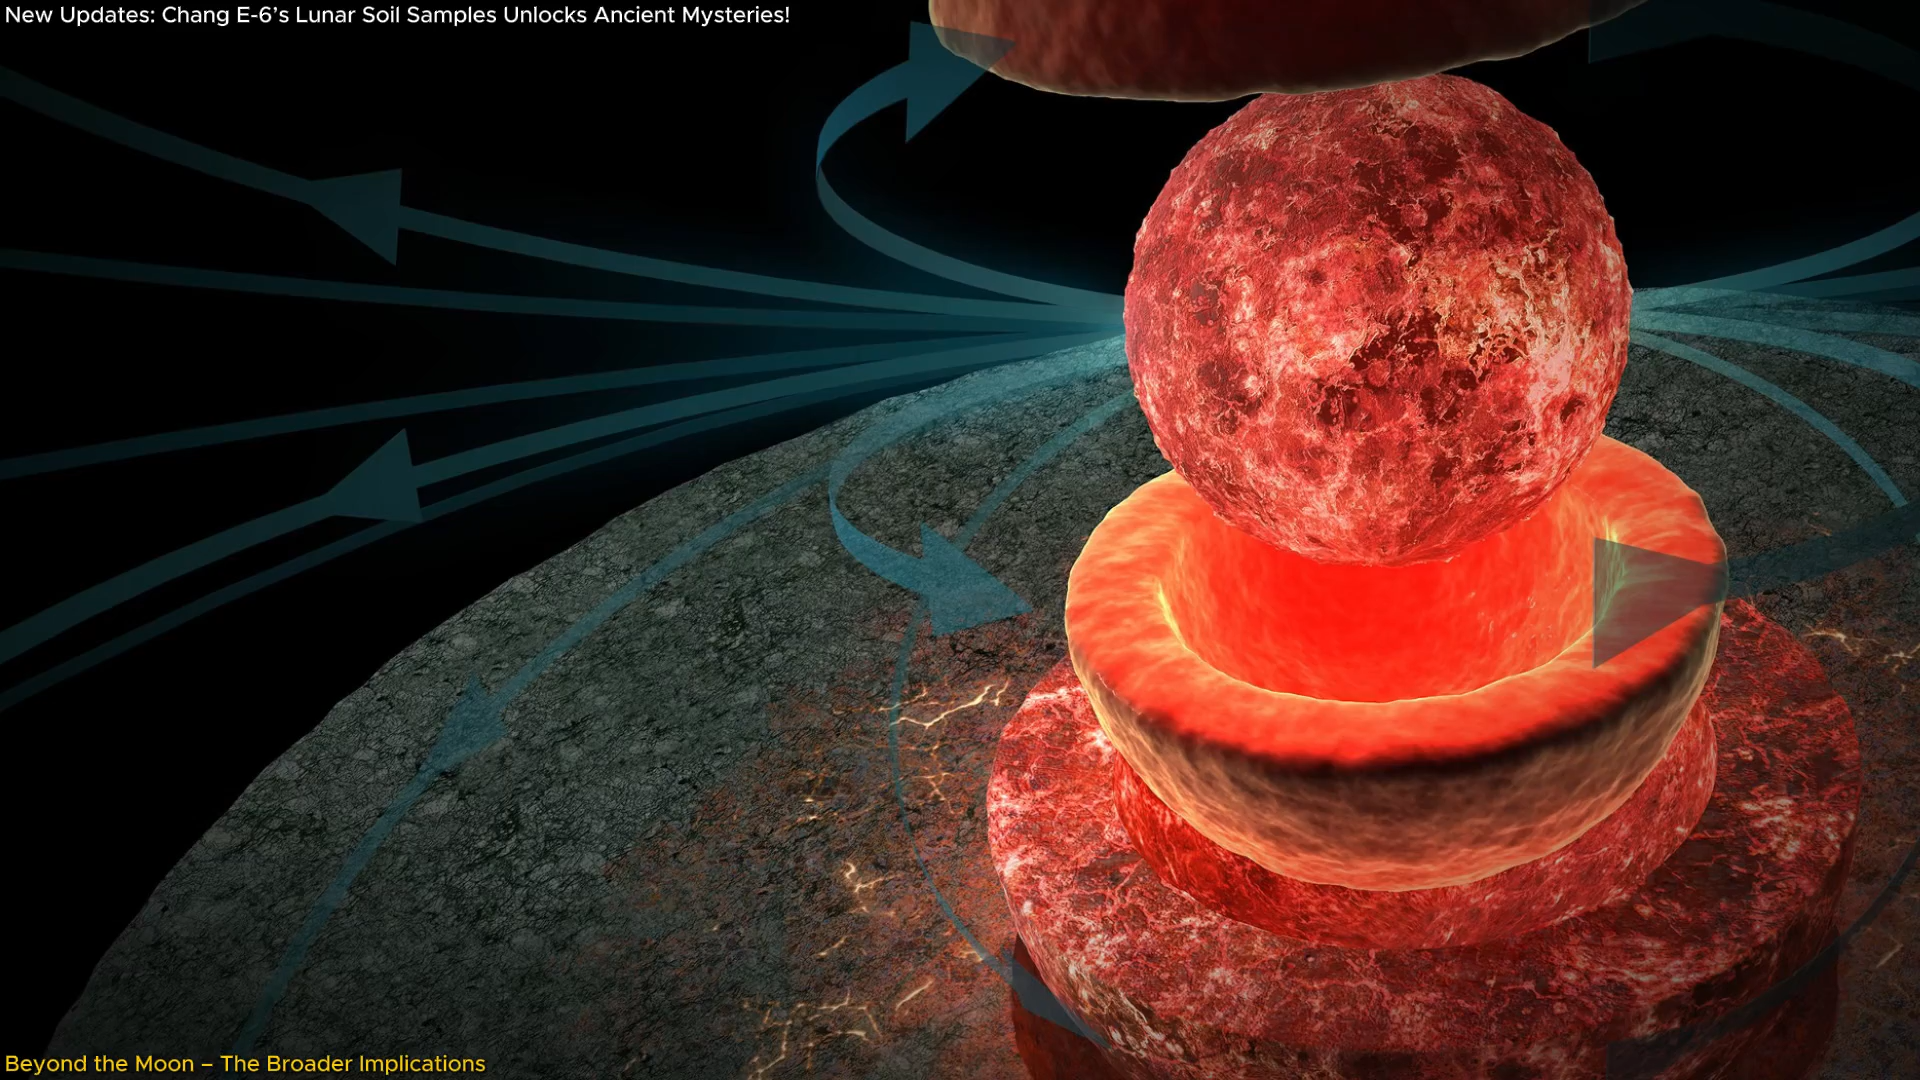 New Updates: Chang E-6’s Lunar Soil Samples Unlocks Ancient Mysteries!
Beyond the Moon – The Broader Implications